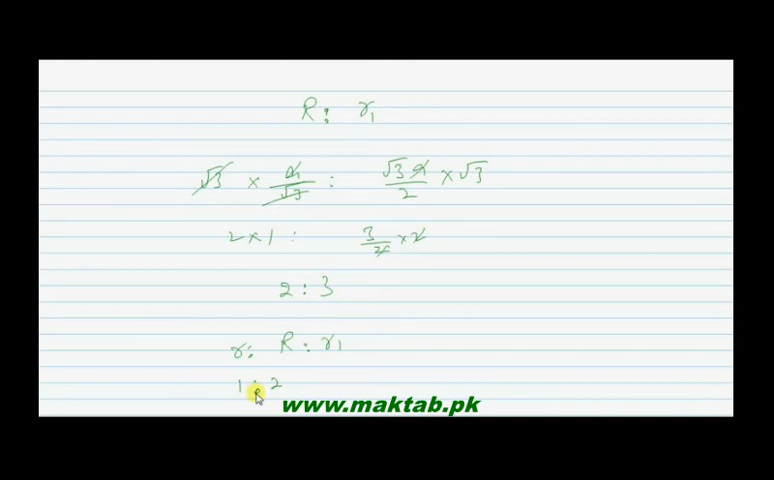 R : r₁
√3 × a/√3 : √3a/2 × √3
2 × 1 : 3/2 × 2
2 : 3
r : R : r₁
1 : 2
www.maktab.pk